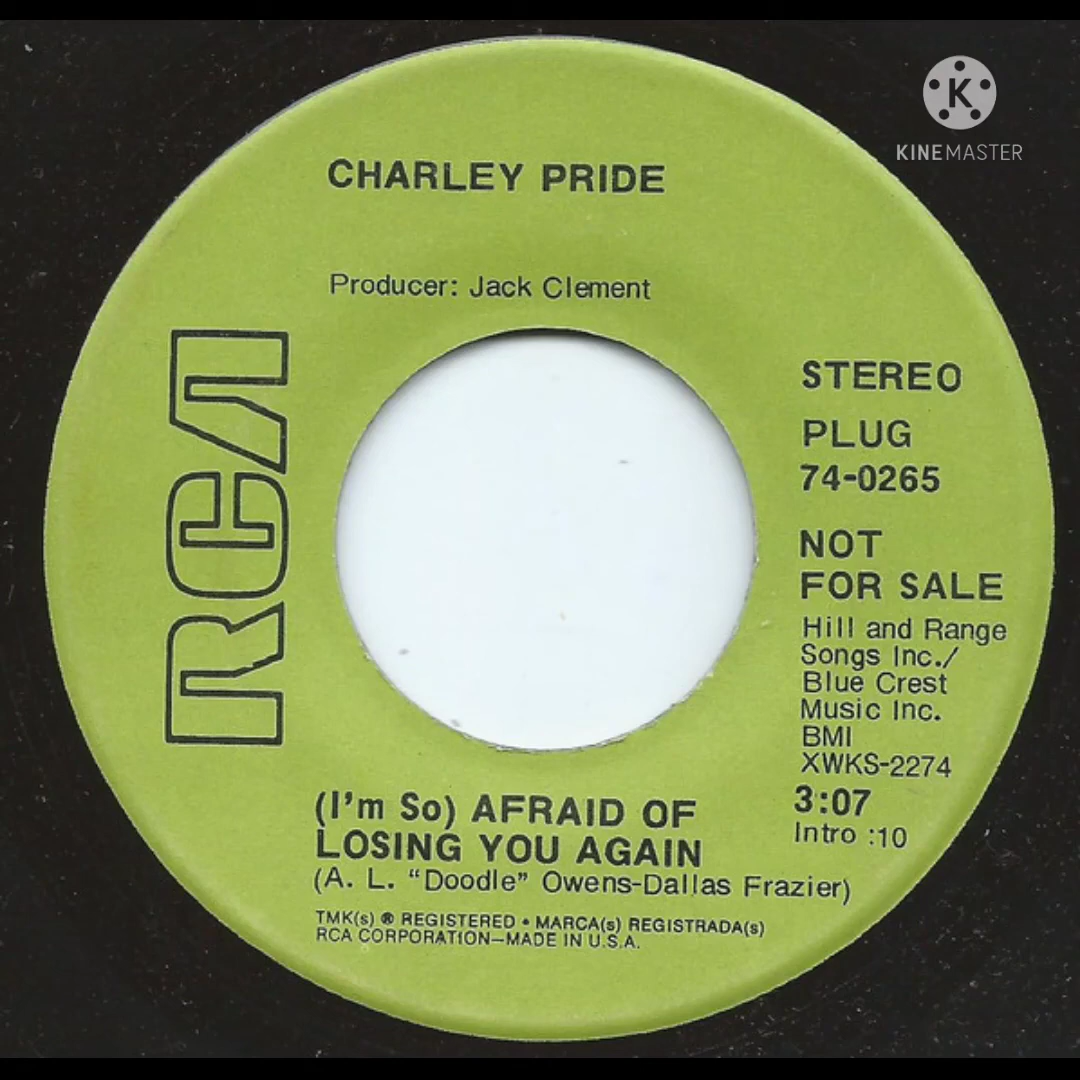 KINEMASTER
CHARLEY PRIDE
Producer: Jack Clement
RCA
STEREO
PLUG
74-0265
NOT
FOR SALE
Hill and Range
Songs Inc./
Blue Crest
Music Inc.
BMI
XWKS-2274
3:07
Intro :10
(I'm So) AFRAID OF
LOSING YOU AGAIN
(A. L. “Doodle” Owens-Dallas Frazier)
TMK(s) ® REGISTERED • MARCA(s) REGISTRADA(s)
RCA CORPORATION—MADE IN U.S.A.